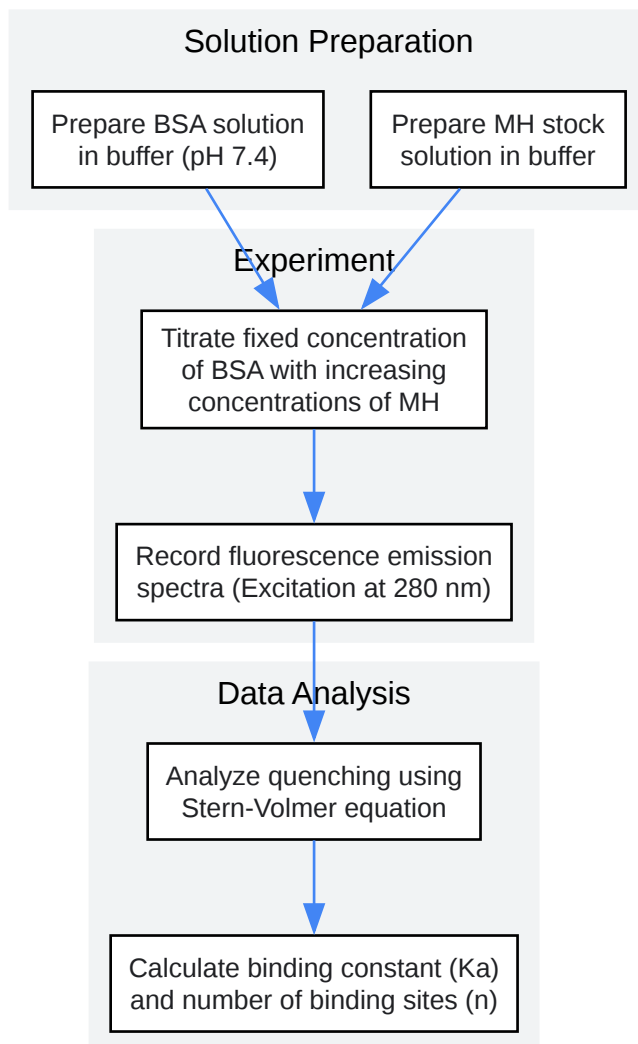 Solution Preparation
Prepare BSA solution
in buffer (pH 7.4)
Prepare MH stock
solution in buffer
Experiment
Titrate fixed concentration
of BSA with increasing
concentrations of MH
Record fluorescence emission
spectra (Excitation at 280 nm)
Data Analysis
Analyze quenching using
Stern-Volmer equation
Calculate binding constant (Ka)
and number of binding sites (n)